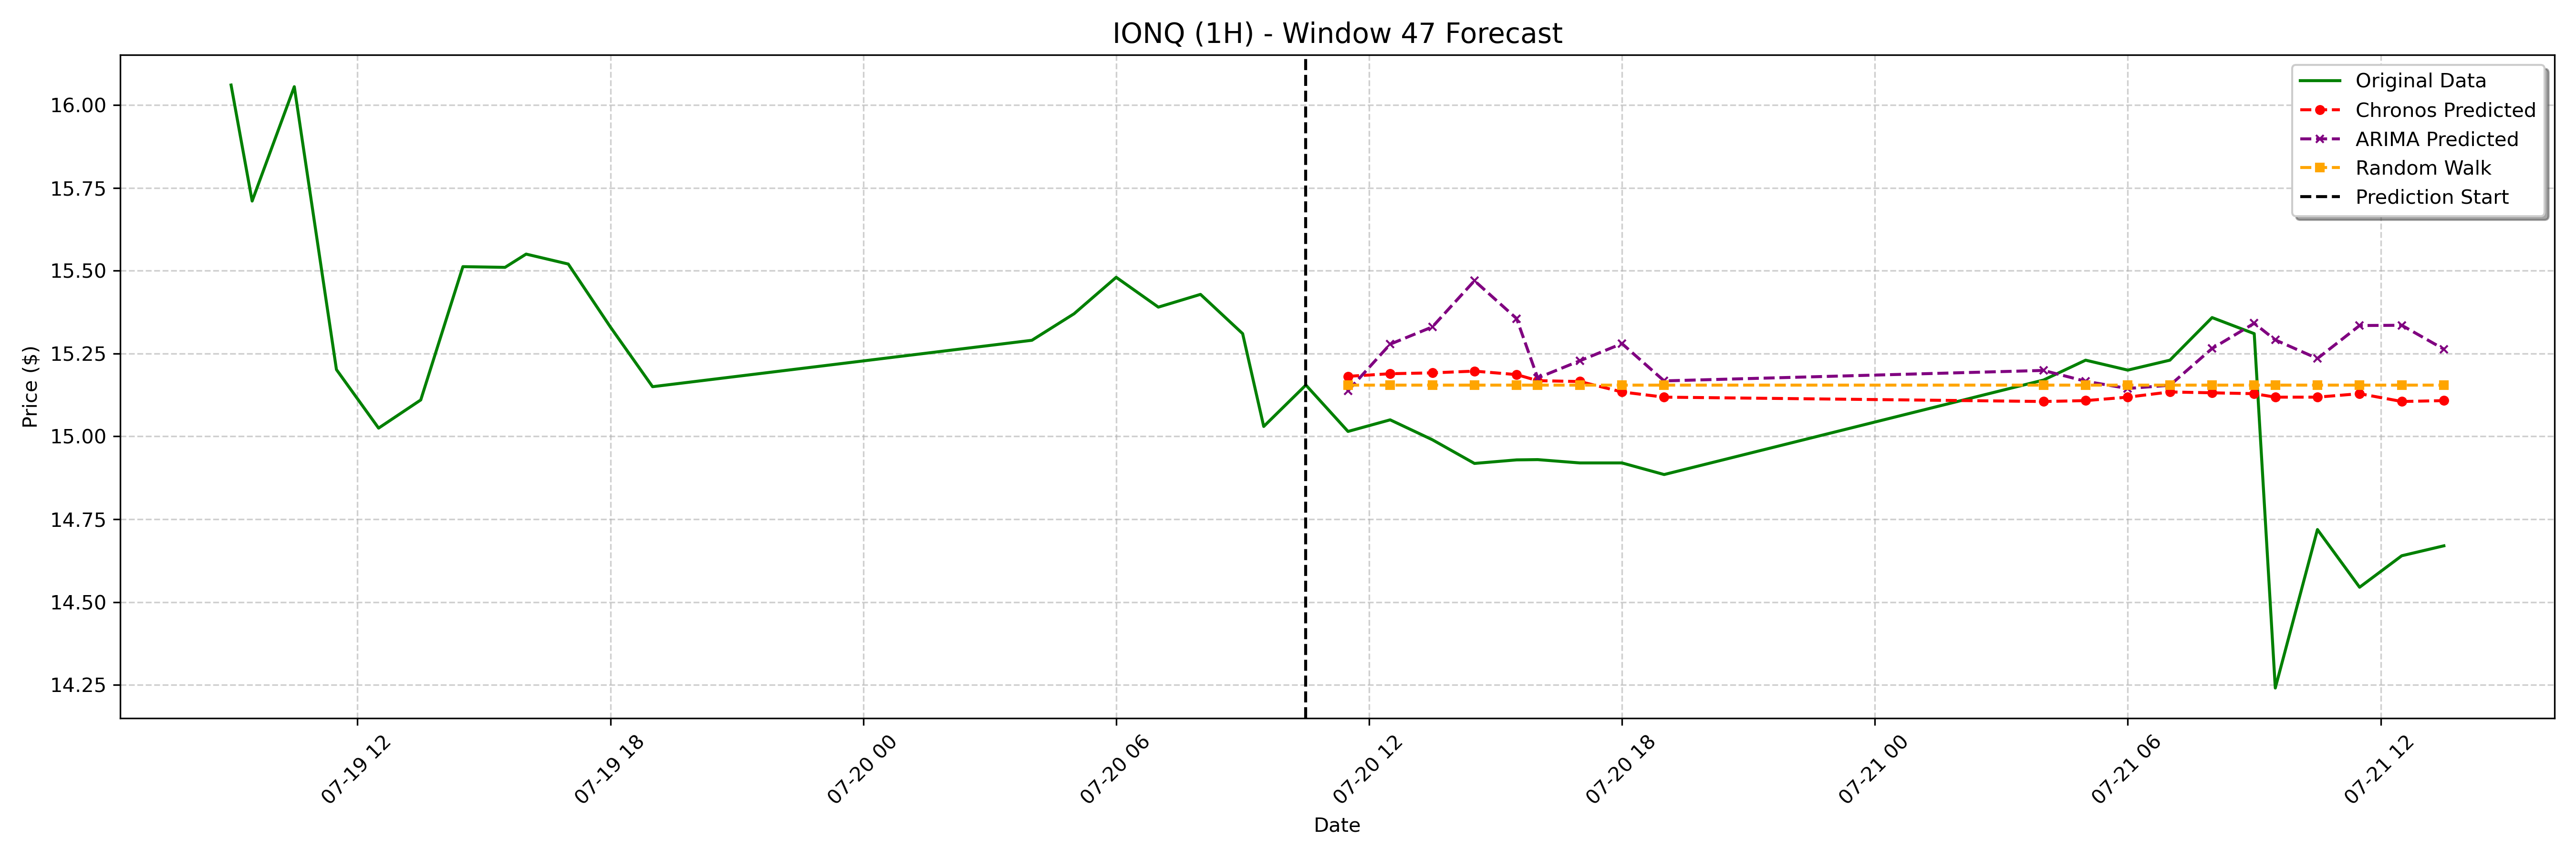 IONQ (1H) - Window 47 Forecast
Original Data
Chronos Predicted
ARIMA Predicted
Random Walk
Prediction Start
Price ($)
16.00
15.75
15.50
15.25
15.00
14.75
14.50
14.25
07-19 12
07-19 18
07-20 00
07-20 06
07-20 12
07-20 18
07-21 00
07-21 06
07-21 12
Date